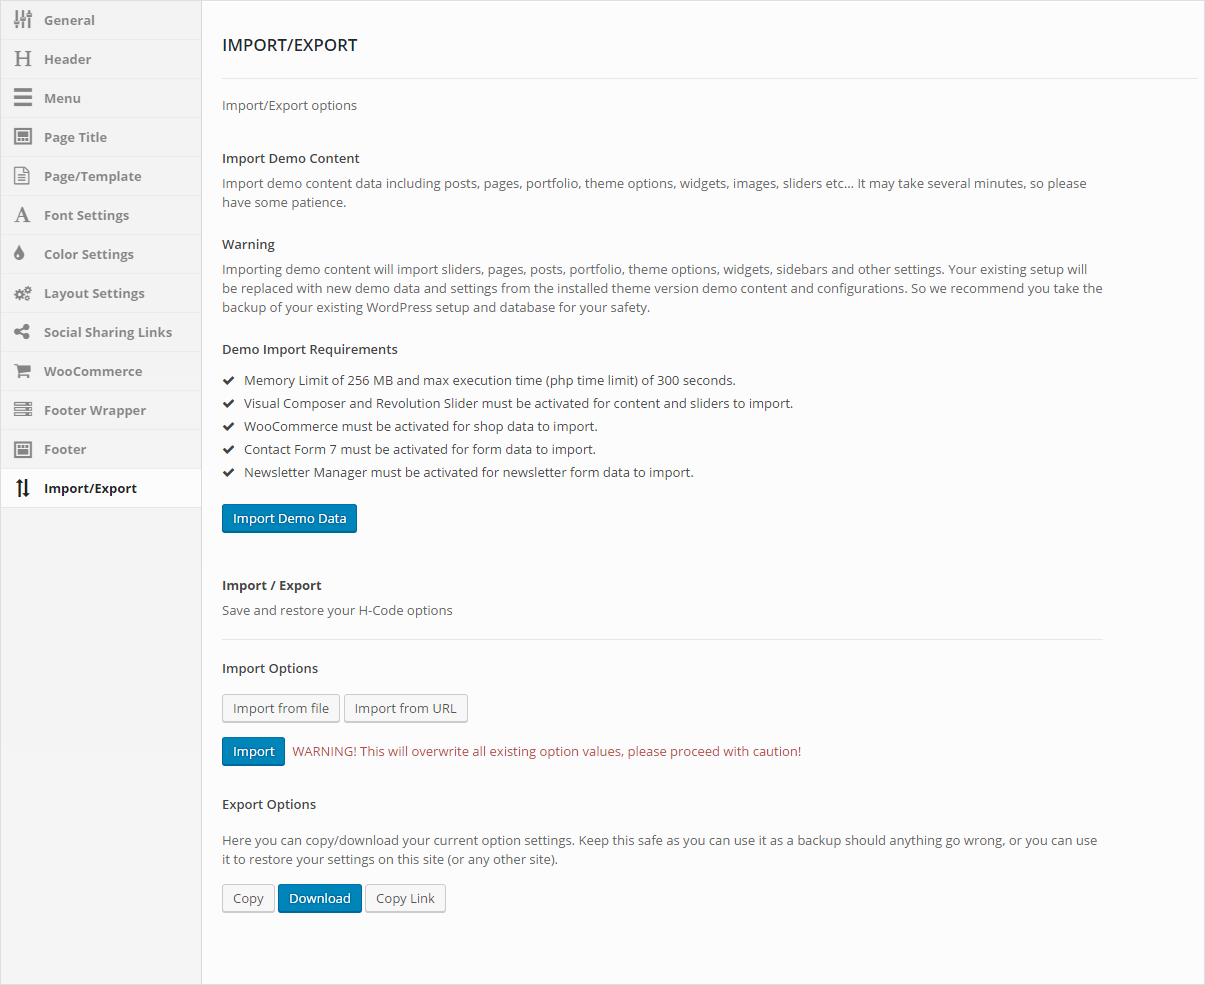 General
Header
Menu
Page Title
Page/Template
Font Settings
Color Settings
Layout Settings
Social Sharing Links
WooCommerce
Footer Wrapper
Footer
Import/Export
IMPORT/EXPORT
Import/Export options
Import Demo Content
Import demo content data including posts, pages, portfolio, theme options, widgets, images, sliders etc... It may take several minutes, so please
have some patience.
Warning
Importing demo content will import sliders, pages, posts, portfolio, theme options, widgets, sidebars and other settings. Your existing setup will
be replaced with new demo data and settings from the installed theme version demo content and configurations. So we recommend you take the
backup of your existing WordPress setup and database for your safety.
Demo Import Requirements
Memory Limit of 256 MB and max execution time (php time limit) of 300 seconds.
Visual Composer and Revolution Slider must be activated for content and sliders to import.
WooCommerce must be activated for shop data to import.
Contact Form 7 must be activated for form data to import.
Newsletter Manager must be activated for newsletter form data to import.
Import Demo Data
Import / Export
Save and restore your H-Code options
Import Options
Import from file Import from URL
Import WARNING! This will overwrite all existing option values, please proceed with caution!
Export Options
Here you can copy/download your current option settings. Keep this safe as you can use it as a backup should anything go wrong, or you can use
it to restore your settings on this site (or any other site).
Copy Download Copy Link